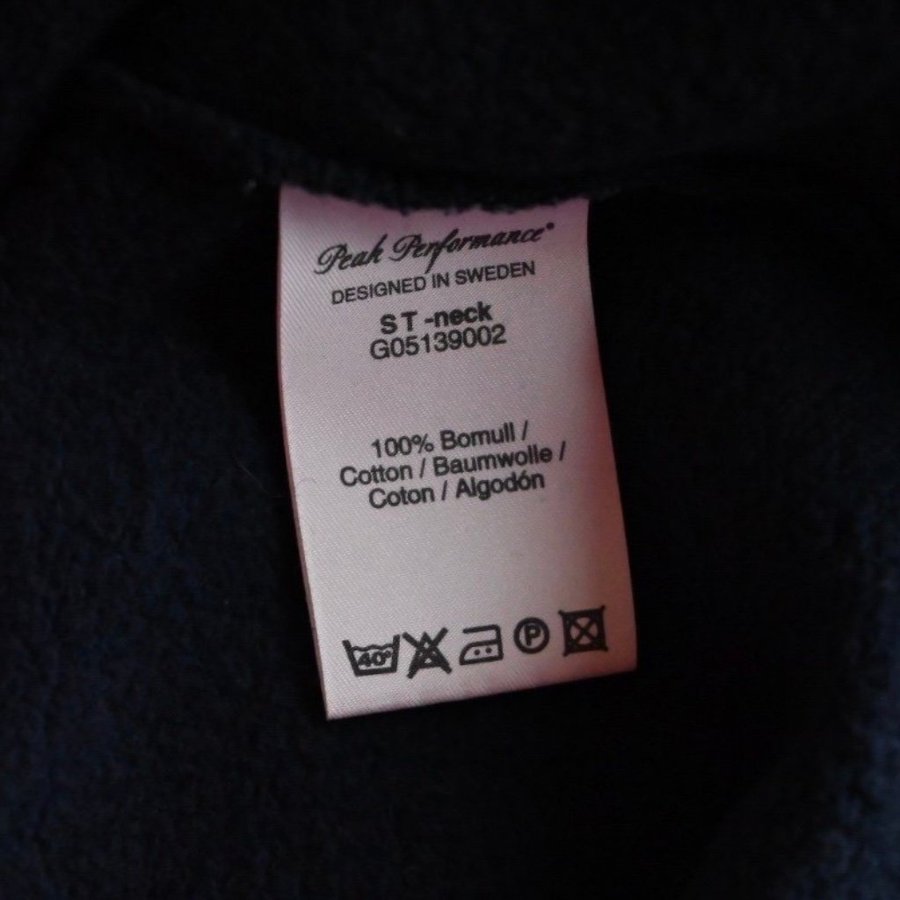 Peak Performance®
DESIGNED IN SWEDEN
ST-neck
G05139002
100% Bomull /
Cotton / Baumwolle /
Coton / Algodón
40° P